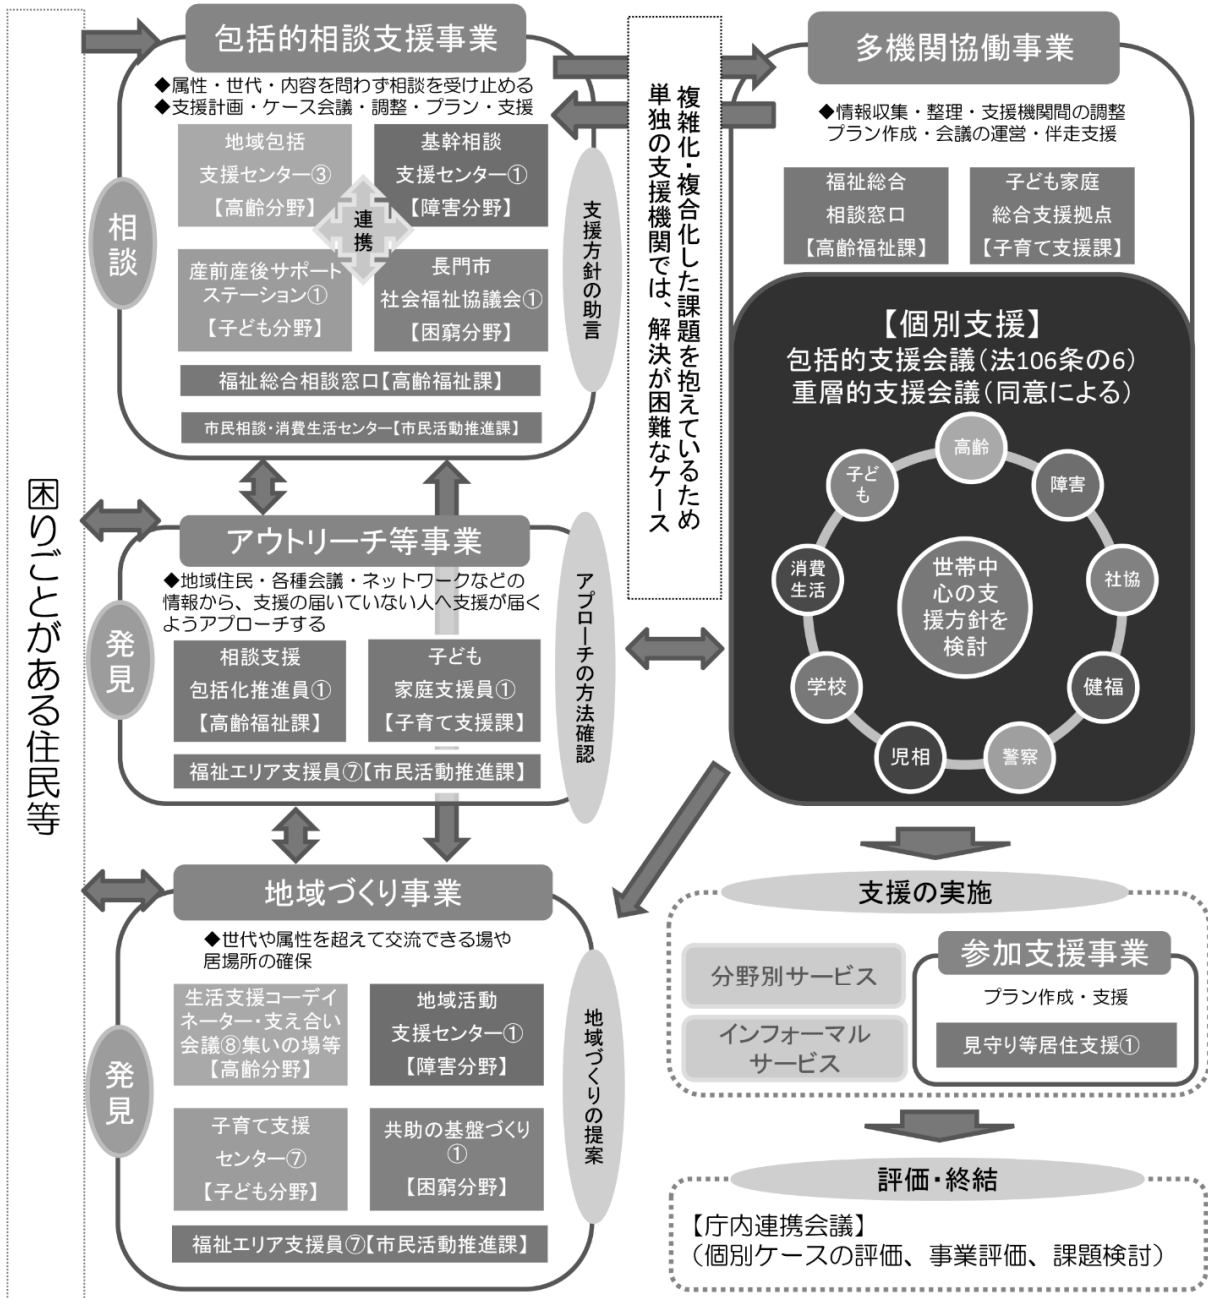 困りごとがある住民等
包括的相談支援事業
◆属性・世代・内容を問わず相談を受け止める
◆支援計画・ケース会議・調整・プラン・支援
相談
地域包括
支援センター③
【高齢分野】
基幹相談
支援センター①
【障害分野】
連携
産前産後サポート
ステーション①
【子ども分野】
長門市
社会福祉協議会①
【困窮分野】
福祉総合相談窓口【高齢福祉課】
市民相談・消費生活センター【市民活動推進課】
支援方針の助言
アウトリーチ等事業
◆地域住民・各種会議・ネットワークなどの
情報から、支援の届いていない人へ支援が届く
ようアプローチする
発見
相談支援
包括化推進員①
【高齢福祉課】
子ども
家庭支援員①
【子育て支援課】
福祉エリア支援員⑦【市民活動推進課】
アプローチの方法確認
地域づくり事業
◆世代や属性を超えて交流できる場や
居場所の確保
発見
生活支援コーデイ
ネーター・支え合い
会議⑧集いの場等
【高齢分野】
地域活動
支援センター①
【障害分野】
子育て支援
センター⑦
【子ども分野】
共助の基盤づくり
①
【困窮分野】
福祉エリア支援員⑦【市民活動推進課】
地域づくりの提案
複雑化・複合化した課題を抱えているため
単独の支援機関では、解決が困難なケース
多機関協働事業
◆情報収集・整理・支援機関間の調整
プラン作成・会議の運営・伴走支援
福祉総合
相談窓口
【高齢福祉課】
子ども家庭
総合支援拠点
【子育て支援課】
【個別支援】
包括的支援会議(法106条の6)
重層的支援会議(同意による)
高齢
障害
社協
健福
警察
児相
学校
消費
生活
子ど
も
世帯中
心の支
援方針を
検討
支援の実施
分野別サービス
インフォーマル
サービス
参加支援事業
プラン作成・支援
見守り等居住支援①
評価・終結
【庁内連携会議】
(個別ケースの評価、事業評価、課題検討)